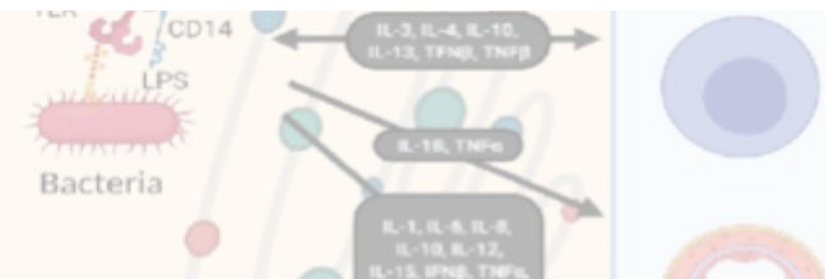 TLR
CD14
LPS
Bacteria
IL-3, IL-4, IL-10,
IL-13, TFNβ, TNFβ
IL-18, TNFα
IL-1, IL-6, IL-8,
IL-10, IL-12,
IL-15, IFNβ, TNFα,